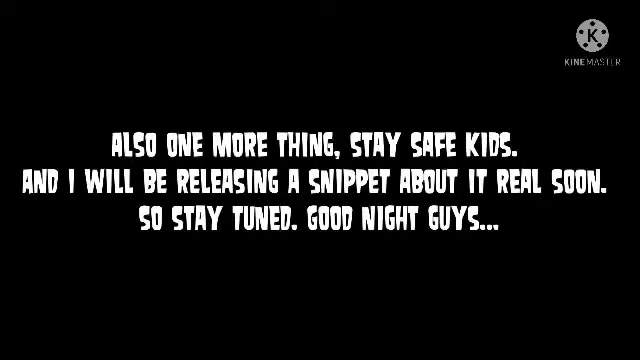 K
KINEMASTER
ALSO ONE MORE THING, STAY SAFE KIDS.
AND I WILL BE RELEASING A SNIPPET ABOUT IT REAL SOON.
SO STAY TUNED. GOOD NIGHT GUYS...